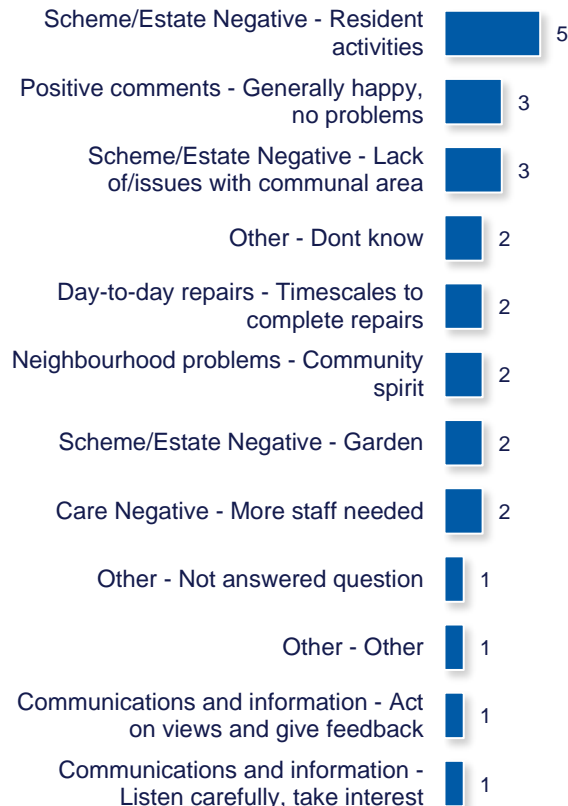 Scheme/Estate Negative - Resident
activities
5
Positive comments - Generally happy,
no problems
3
Scheme/Estate Negative - Lack
of/issues with communal area
3
Other - Dont know
2
Day-to-day repairs - Timescales to
complete repairs
2
Neighbourhood problems - Community
spirit
2
Scheme/Estate Negative - Garden
2
Care Negative - More staff needed
2
Other - Not answered question
1
Other - Other
1
Communications and information - Act
on views and give feedback
1
Communications and information -
Listen carefully, take interest
1